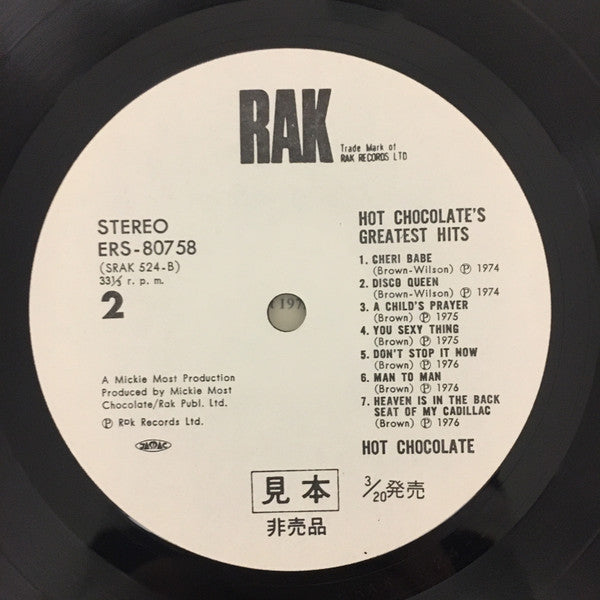 RAK
Trade Mark of
RAK RECORDS LTD
STEREO
ERS-80758
(SRAK 524-B)
33⅓ r. p. m.
2
HOT CHOCOLATE'S
GREATEST HITS
1. CHERI BABE
(Brown-Wilson) Ⓟ 1974
2. DISCO QUEEN
(Brown-Wilson) Ⓟ 1974
3. A CHILD'S PRAYER
(Brown) Ⓟ 1975
4. YOU SEXY THING
(Brown) Ⓟ 1975
5. DON'T STOP IT NOW
(Brown) Ⓟ 1976
6. MAN TO MAN
(Brown) Ⓟ 1976
7. HEAVEN IS IN THE BACK
SEAT OF MY CADILLAC
(Brown) Ⓟ 1976
HOT CHOCOLATE
A Mickie Most Production
Produced by Mickie Most
Chocolate/Rak Publ. Ltd.
Ⓟ Rak Records Ltd.
JASRAC
見本
非売品
3/20発売